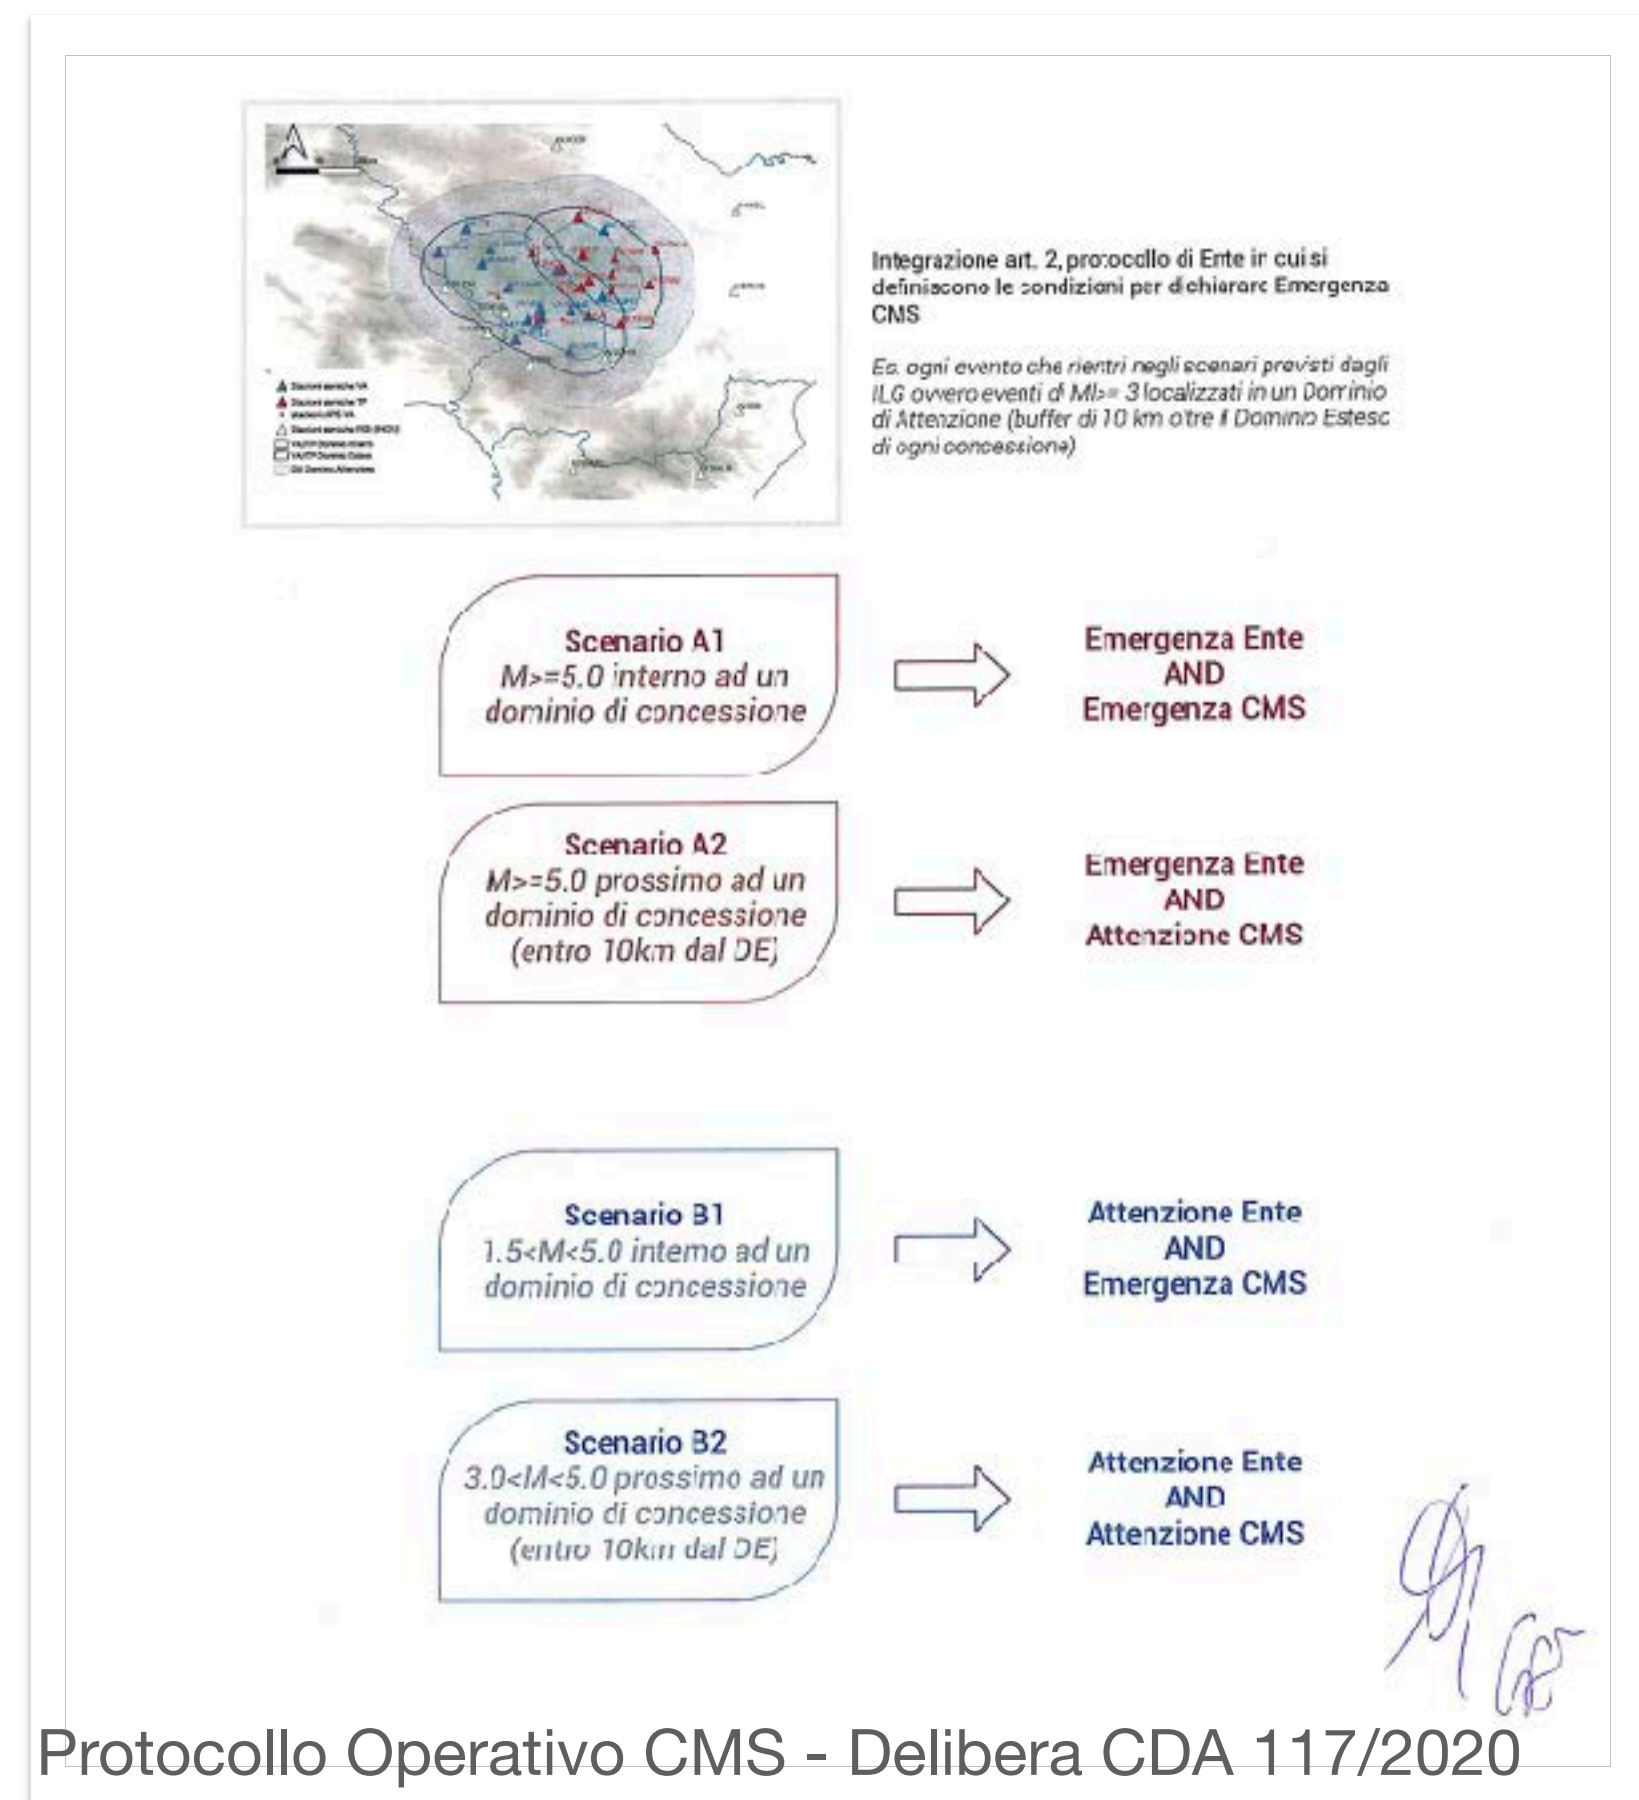 Integrazione art. 2, protocollo di Ente in cui si
definiscono le condizioni per dichiarare Emergenza
CMS
Es. ogni evento che rientri negli scenari previsti dagli
ILG ovvero eventi di Ml>= 3 localizzati in un Dominio
di Attenzione (buffer di 10 km oltre il Dominio Esteso
di ogni concessione)
Stazioni sismiche VA
Stazioni sismiche TP
Scenario A1
M>=5.0 interno ad un
dominio di concessione
Emergenza Ente
AND
Emergenza CMS
Scenario A2
M>=5.0 prossimo ad un
dominio di concessione
(entro 10km dal DE)
Emergenza Ente
AND
Attenzione CMS
Scenario B1
1.5<M<5.0 interno ad un
dominio di concessione
Attenzione Ente
AND
Emergenza CMS
Scenario B2
3.0<M<5.0 prossimo ad un
dominio di concessione
(entro 10km dal DE)
Attenzione Ente
AND
Attenzione CMS
Protocollo Operativo CMS - Delibera CDA 117/2020